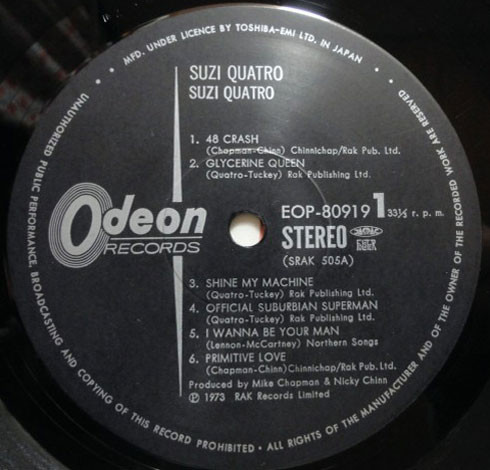 • MFD. UNDER LICENCE BY TOSHIBA-EMI LTD. IN JAPAN •
SUZI QUATRO
SUZI QUATRO
1. 48 CRASH
(Chapman-Chinn) Chinnichap/Rak Pub. Ltd.
2. GLYCERINE QUEEN
(Quatro-Tuckey) Rak Publishing Ltd.
Odeon
RECORDS
EOP-80919 1 33⅓ r. p. m.
STEREO
(SRAK 505A)
3. SHINE MY MACHINE
(Quatro-Tuckey) Rak Publishing Ltd.
4. OFFICIAL SUBURBIAN SUPERMAN
(Quatro-Tuckey) Rak Publishing Ltd.
5. I WANNA BE YOUR MAN
(Lennon-McCartney) Northern Songs
6. PRIMITIVE LOVE
(Chapman-Chinn)Chinnichap/Rak Pub. Ltd.
Produced by Mike Chapman & Nicky Chinn
Ⓟ 1973 RAK Records Limited
UNAUTHORIZED PUBLIC PERFORMANCE, BROADCASTING AND COPYING OF THIS RECORD PROHIBITED. • ALL RIGHTS OF THE MANUFACTURER AND OF THE OWNER OF THE RECORDED WORK ARE RESERVED